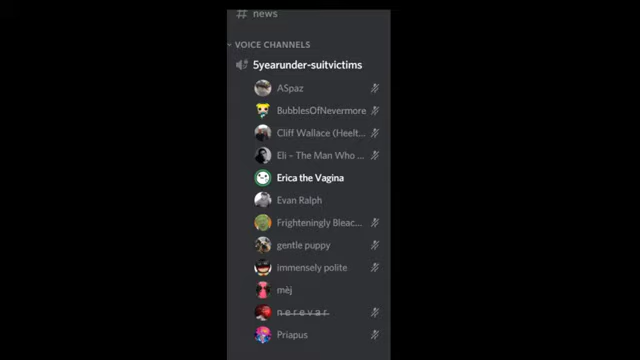 # news
VOICE CHANNELS
5yearunder-suitvictims
ASpaz
BubblesOfNevermore
Cliff Wallace (Heelt...
Eli – The Man Who ...
Erica the Vagina
Evan Ralph
Frighteningly Bleac...
gentle puppy
immensely polite
mèj
n e r e v a r
Priapus